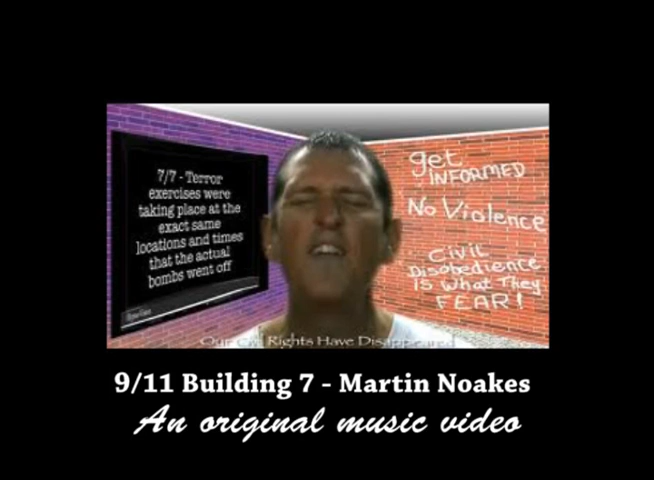 7/7 - Terror
exercises were
taking place at the
exact same
locations and times
that the actual
bombs went off
get
INFORMED
No Violence
Civil
Disobedience
is what They
FEAR!
Our Civil Rights Have Disappeared
9/11 Building 7 - Martin Noakes
An original music video